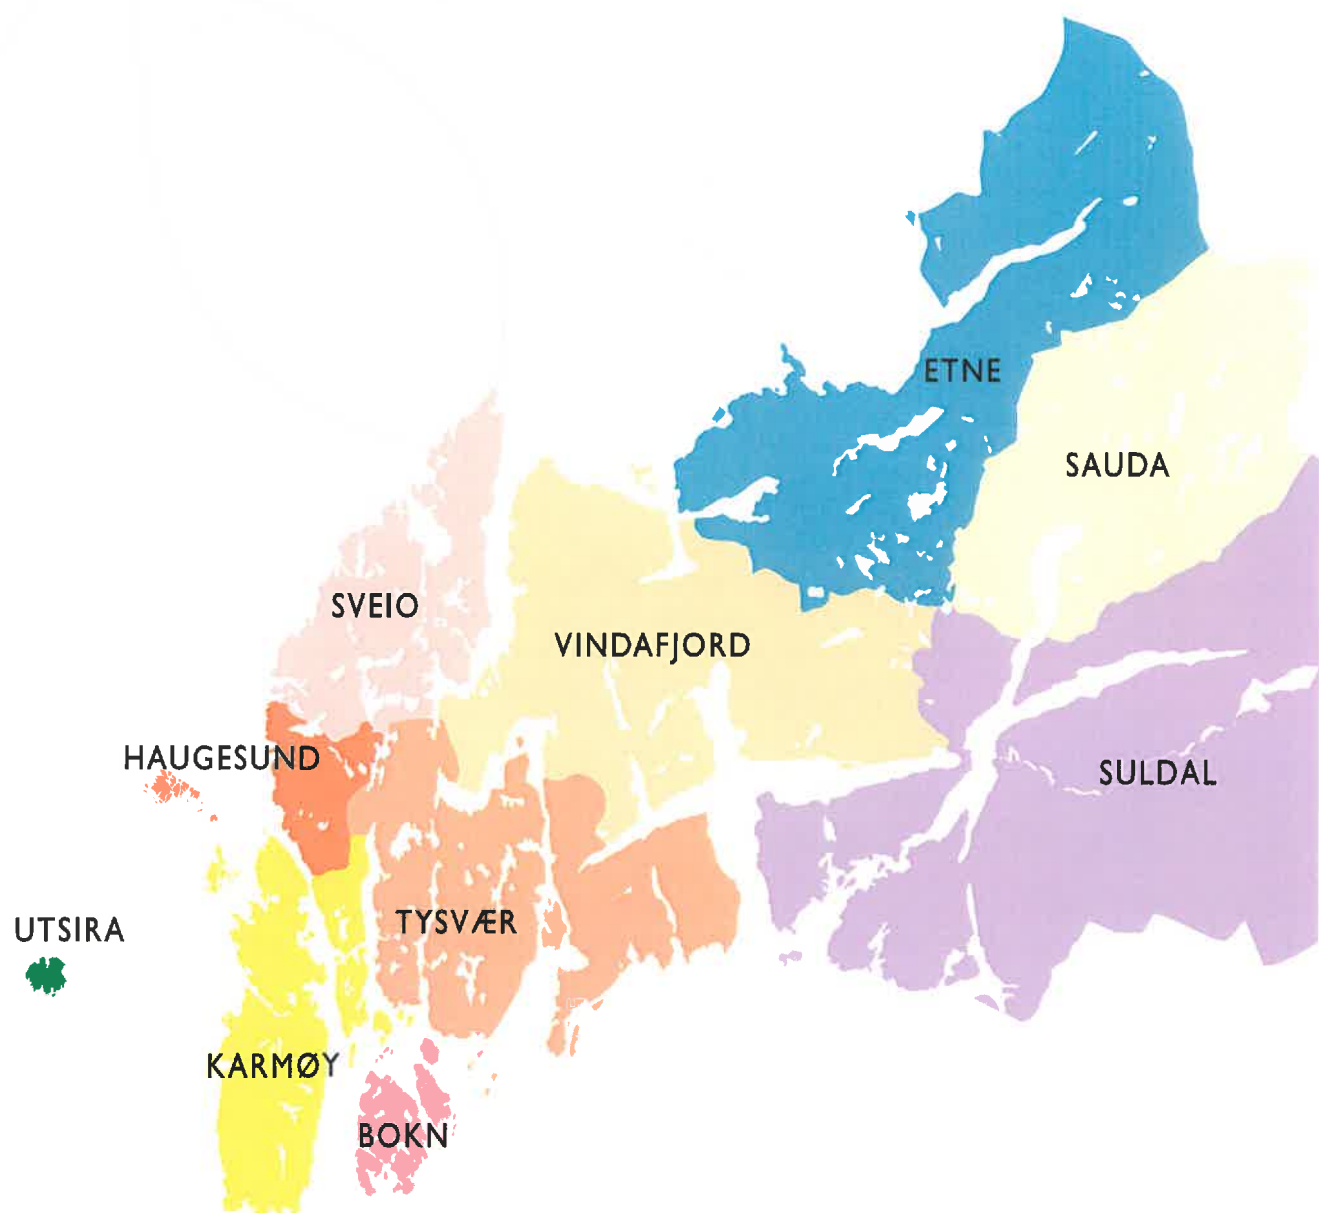 ETNE
SAUDA
SVEIO
VINDAFJORD
HAUGESUND
SULDAL
TYSVÆR
UTSIRA
KARMØY
BOKN